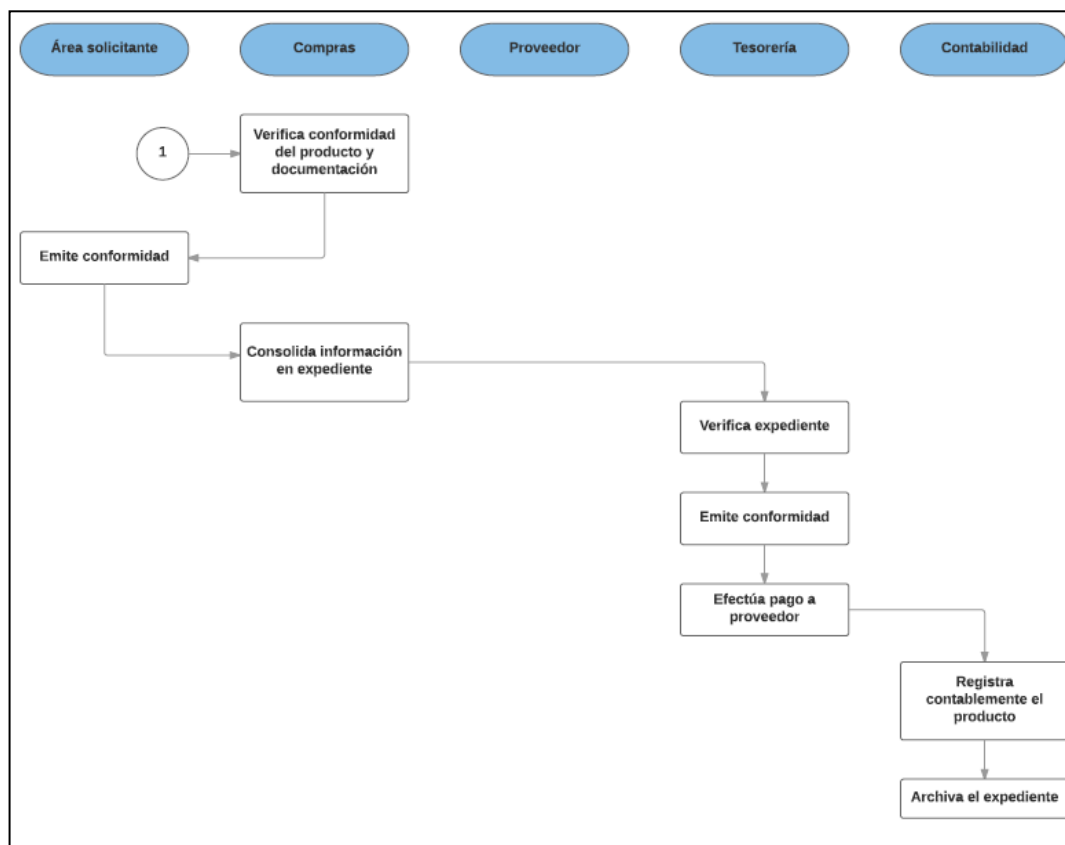 Área solicitante
Compras
Proveedor
Tesorería
Contabilidad
1
Verifica conformidad
del producto y
documentación
Emite conformidad
Consolida información
en expediente
Verifica expediente
Emite conformidad
Efectúa pago a
proveedor
Registra
contablemente el
producto
Archiva el expediente